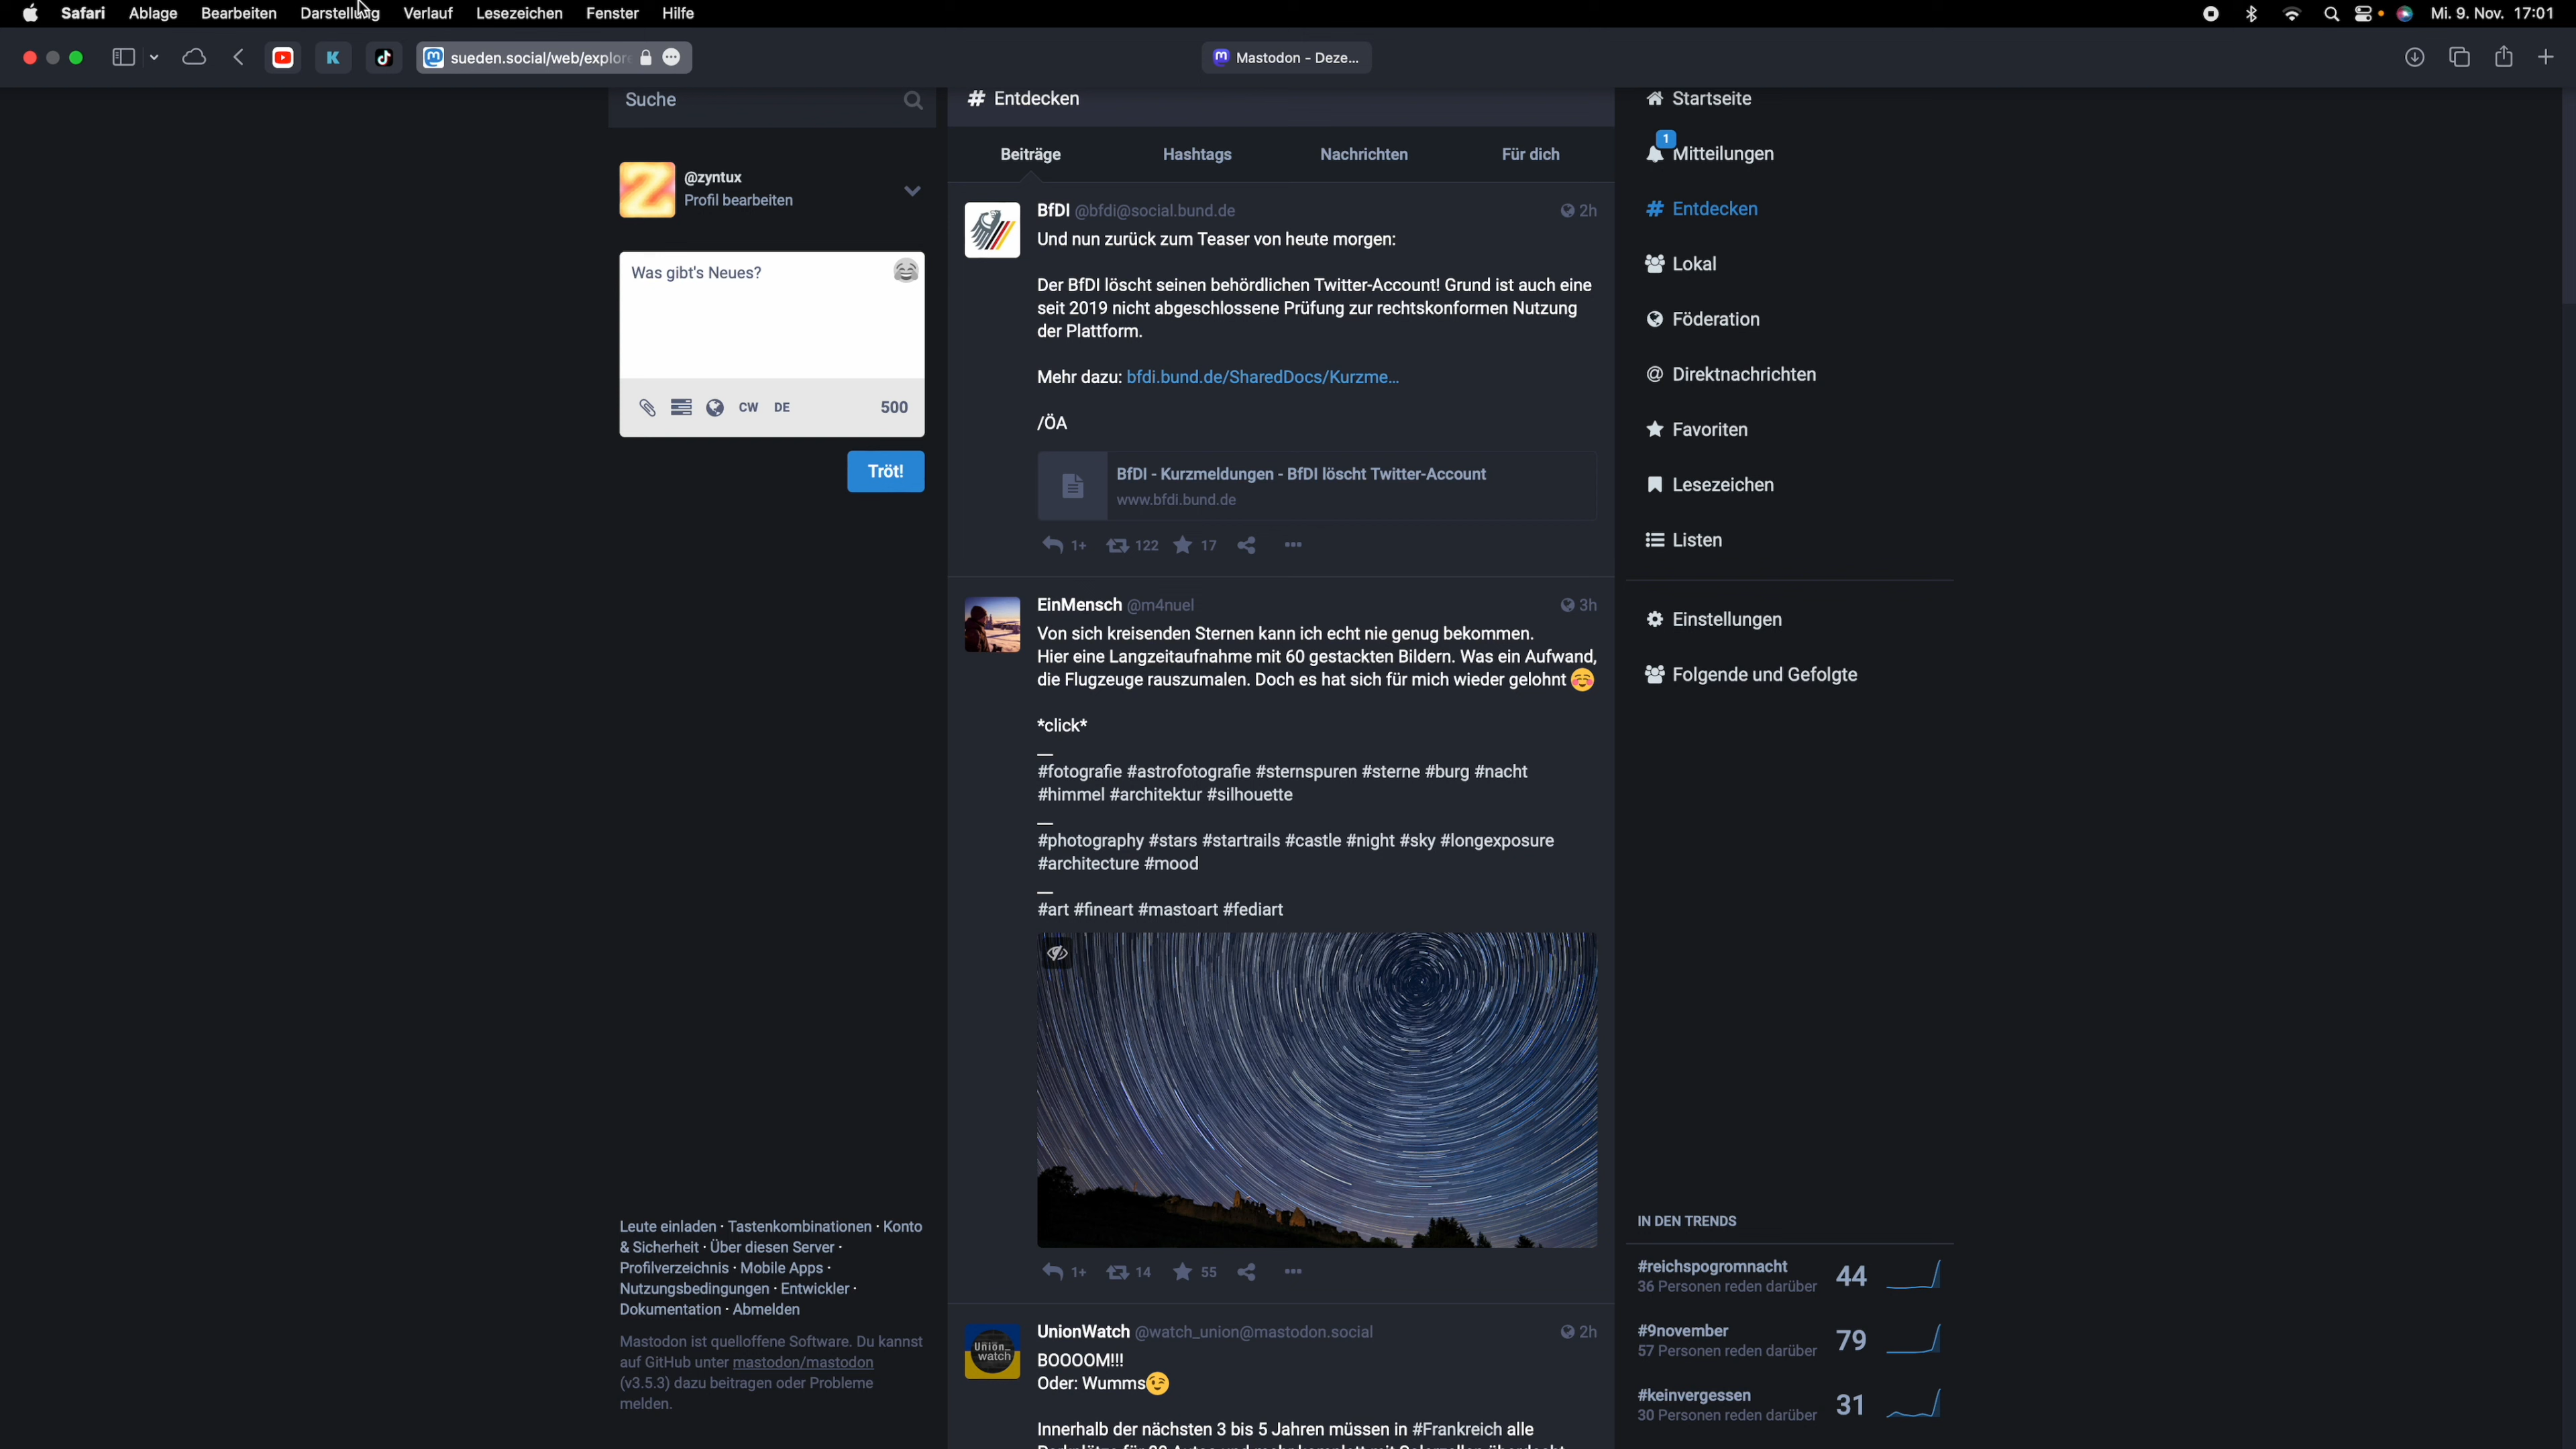 Safari Ablage Bearbeiten Darstellung Verlauf Lesezeichen Fenster Hilfe
Mi. 9. Nov. 17:01
K sueden.social/web/explor
m Mastodon - Deze...
Suche
@zyntux
Profil bearbeiten
Was gibt's Neues?
CW DE 500
Tröt!
Leute einladen · Tastenkombinationen · Konto
& Sicherheit · Über diesen Server ·
Profilverzeichnis · Mobile Apps ·
Nutzungsbedingungen · Entwickler ·
Dokumentation · Abmelden
Mastodon ist quelloffene Software. Du kannst
auf GitHub unter mastodon/mastodon
(v3.5.3) dazu beitragen oder Probleme
melden.
# Entdecken
Beiträge Hashtags Nachrichten Für dich
BfDI @bfdi@social.bund.de 2h
Und nun zurück zum Teaser von heute morgen:
Der BfDI löscht seinen behördlichen Twitter-Account! Grund ist auch eine
seit 2019 nicht abgeschlossene Prüfung zur rechtskonformen Nutzung
der Plattform.
Mehr dazu: bfdi.bund.de/SharedDocs/Kurzme...
/ÖA
BfDI - Kurzmeldungen - BfDI löscht Twitter-Account
www.bfdi.bund.de
1+ 122 17
EinMensch @m4nuel 3h
Von sich kreisenden Sternen kann ich echt nie genug bekommen.
Hier eine Langzeitaufnahme mit 60 gestackten Bildern. Was ein Aufwand,
die Flugzeuge rauszumalen. Doch es hat sich für mich wieder gelohnt ☺️
*click*
—
#fotografie #astrofotografie #sternspuren #sterne #burg #nacht
#himmel #architektur #silhouette
—
#photography #stars #startrails #castle #night #sky #longexposure
#architecture #mood
—
#art #fineart #mastoart #fediart
1+ 14 55
Union_
watch
UnionWatch @watch_union@mastodon.social 2h
BOOOOM!!!
Oder: Wumms😉
Innerhalb der nächsten 3 bis 5 Jahren müssen in #Frankreich alle
Startseite
1
Mitteilungen
# Entdecken
Lokal
Föderation
@ Direktnachrichten
Favoriten
Lesezeichen
Listen
Einstellungen
Folgende und Gefolgte
IN DEN TRENDS
#reichspogromnacht 44
36 Personen reden darüber
#9november 79
57 Personen reden darüber
#keinvergessen 31
30 Personen reden darüber